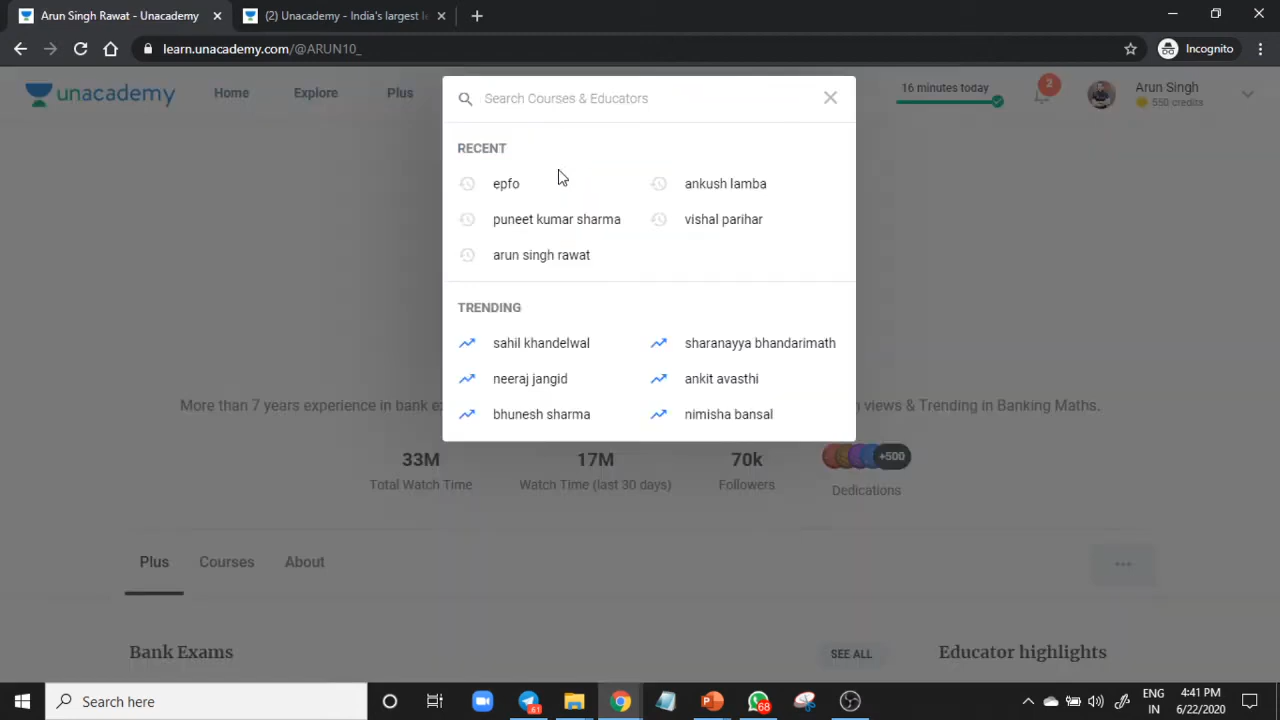 Arun Singh Rawat - Unacademy
(2) Unacademy - India's largest l
learn.unacademy.com/@ARUN10_
Incognito
unacademy
Home
Explore
Plus
Search Courses & Educators
16 minutes today
2
Arun Singh
550 credits
RECENT
epfo
ankush lamba
puneet kumar sharma
vishal parihar
arun singh rawat
TRENDING
sahil khandelwal
sharanayya bhandarimath
neeraj jangid
ankit avasthi
bhunesh sharma
nimisha bansal
More than 7 years experience in bank ex
views & Trending in Banking Maths.
33M
17M
70k
+500
Total Watch Time
Watch Time (last 30 days)
Followers
Dedications
Plus
Courses
About
Bank Exams
SEE ALL
Educator highlights
Search here
61
68
ENG
IN
4:41 PM
6/22/2020